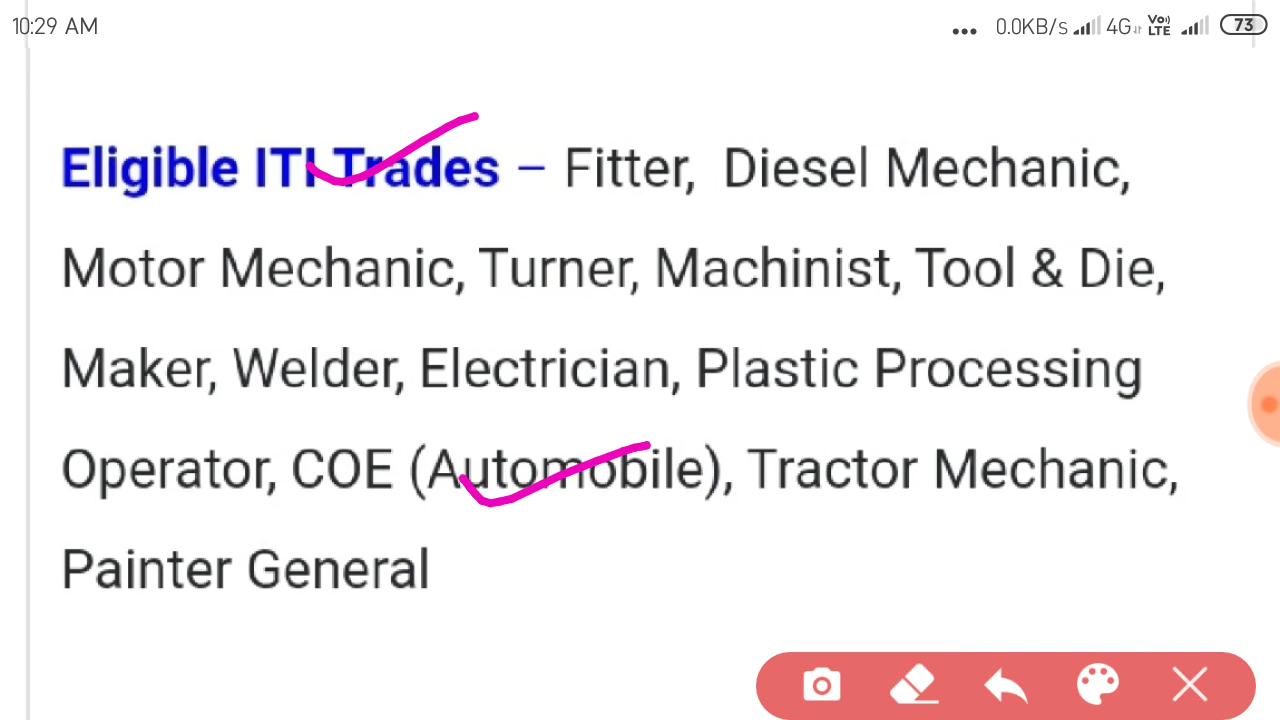 10:29 AM ... 0.0KB/s 4G Vo) LTE 73
Eligible ITI Trades – Fitter, Diesel Mechanic,
Motor Mechanic, Turner, Machinist, Tool & Die,
Maker, Welder, Electrician, Plastic Processing
Operator, COE (Automobile), Tractor Mechanic,
Painter General